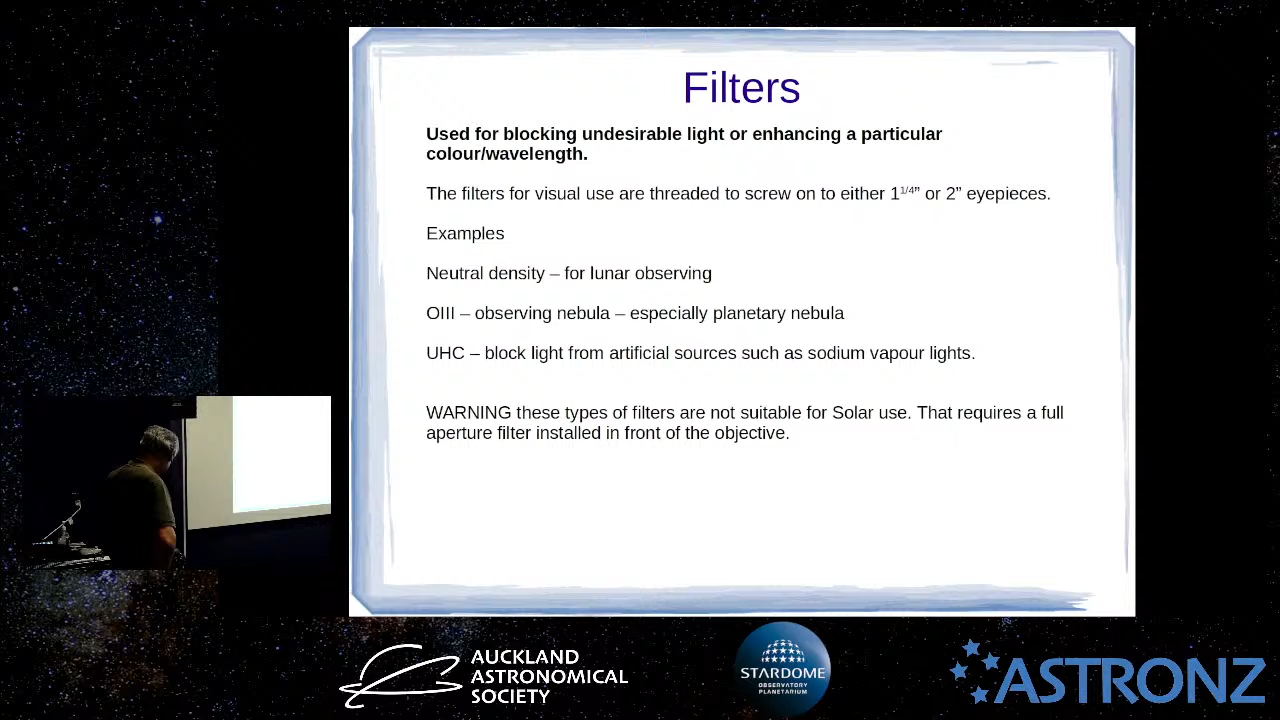 Filters
Used for blocking undesirable light or enhancing a particular
colour/wavelength.
The filters for visual use are threaded to screw on to either 1 1/4” or 2” eyepieces.
Examples
Neutral density – for lunar observing
OIII – observing nebula – especially planetary nebula
UHC – block light from artificial sources such as sodium vapour lights.
WARNING these types of filters are not suitable for Solar use. That requires a full
aperture filter installed in front of the objective.
AUCKLAND
ASTRONOMICAL
SOCIETY
STARDOME
OBSERVATORY
PLANETARIUM
ASTRONZ